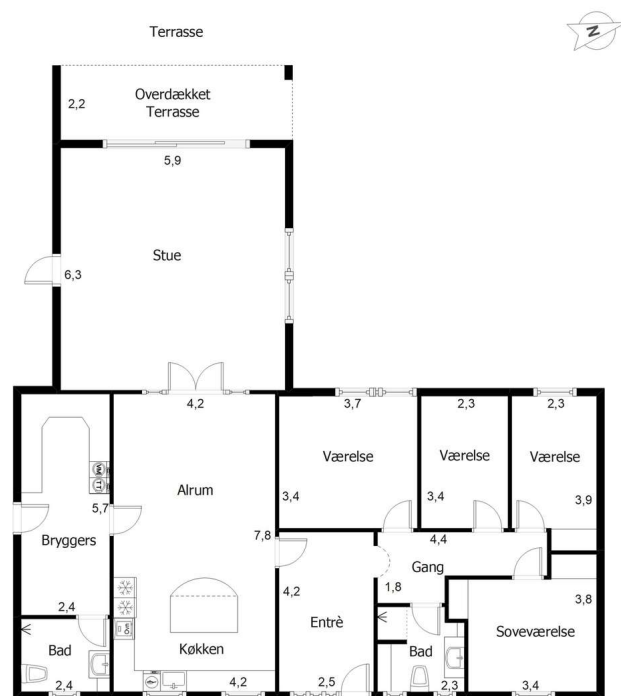 Terrasse
N
Overdækket
Terrasse
2,2
5,9
Stue
6,3
4,2
3,7
2,3
2,3
Værelse
Værelse
Værelse
3,4
3,4
3,9
Alrum
VM
TT
5,7
Bryggers
7,8
4,4
Gang
4,2
1,8
3,8
2,4
Ovn
Entrè
Køkken
Soveværelse
Bad
Bad
2,4
4,2
2,5
2,3
3,4